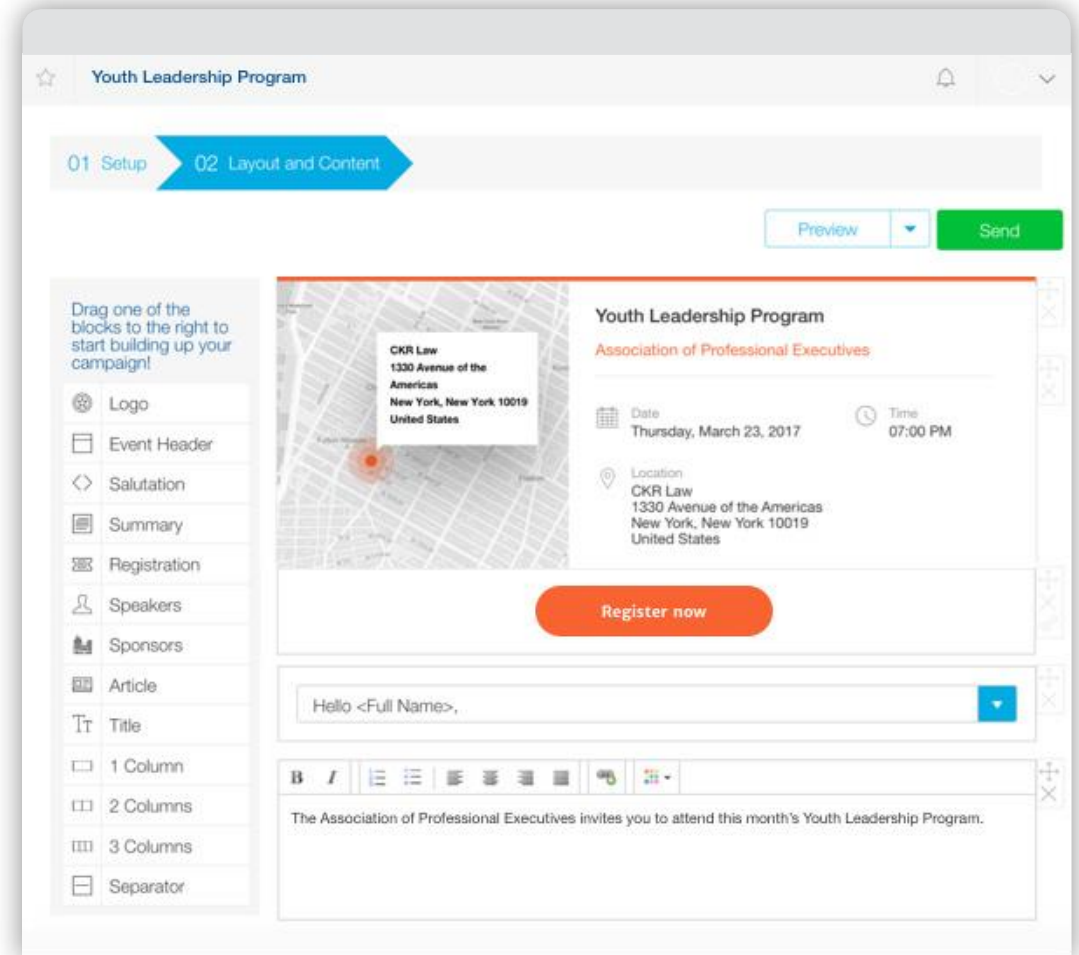 Youth Leadership Program
01 Setup
02 Layout and Content
Preview
Send
Drag one of the
blocks to the right to
start building up your
campaign!
Logo
Event Header
Salutation
Summary
Registration
Speakers
Sponsors
Article
Title
1 Column
2 Columns
3 Columns
Separator
CKR Law
1330 Avenue of the
Americas
New York, New York 10019
United States
Youth Leadership Program
Association of Professional Executives
Date
Thursday, March 23, 2017
Time
07:00 PM
Location
CKR Law
1330 Avenue of the Americas
New York, New York 10019
United States
Register now
Hello <Full Name>,
B I
The Association of Professional Executives invites you to attend this month's Youth Leadership Program.